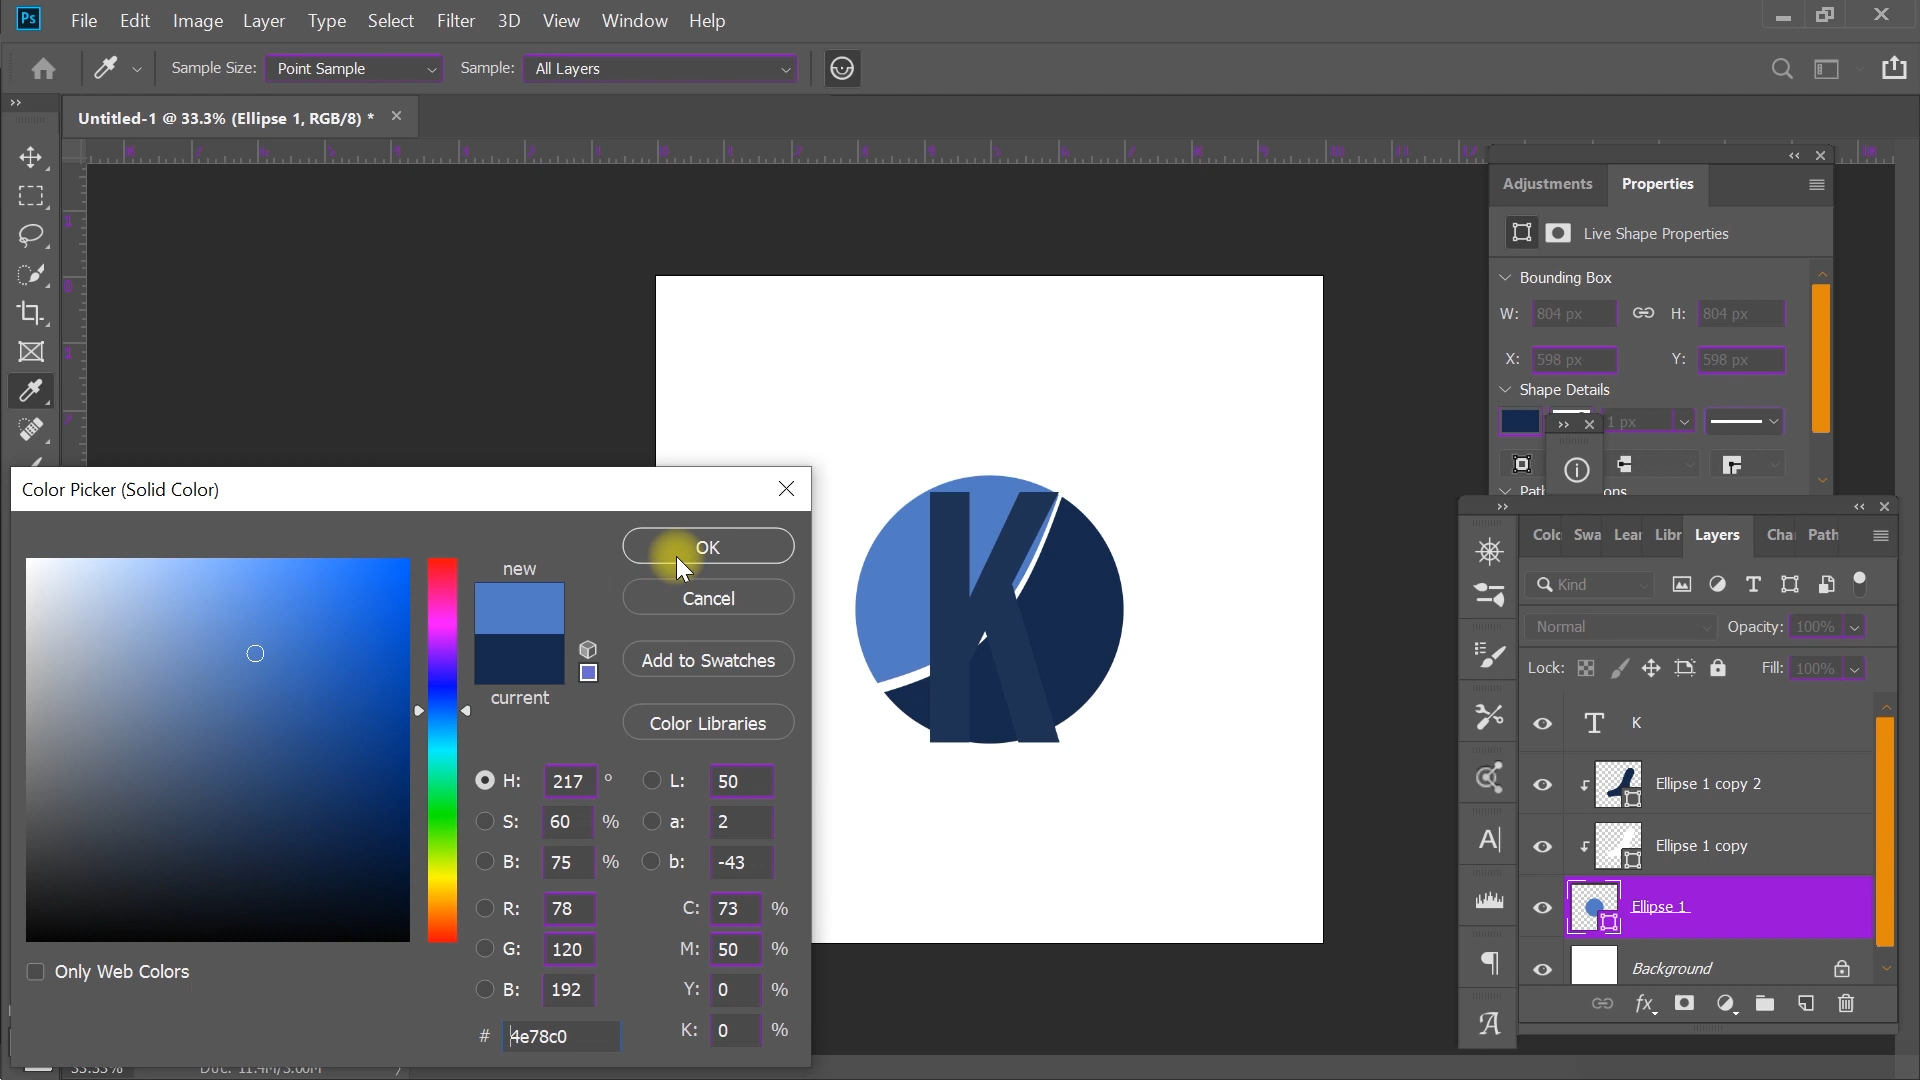 Ps File Edit Image Layer Type Select Filter 3D View Window Help
Sample Size: Point Sample Sample: All Layers
Untitled-1 @ 33.3% (Ellipse 1, RGB/8) *
Adjustments Properties
Live Shape Properties
Bounding Box
W: 804 px H: 804 px
X: 598 px Y: 598 px
Shape Details
1 px
K
Color Picker (Solid Color)
new
current
OK
Cancel
Add to Swatches
Color Libraries
H: 217 ° L: 50
S: 60 % a: 2
B: 75 % b: -43
R: 78 C: 73 %
G: 120 M: 50 %
B: 192 Y: 0 %
# 4e78c0 K: 0 %
Only Web Colors
Layers Path
Kind
Normal Opacity: 100%
Lock: Fill: 100%
T K
Ellipse 1 copy 2
Ellipse 1 copy
Ellipse 1
Background
fx
33.33%